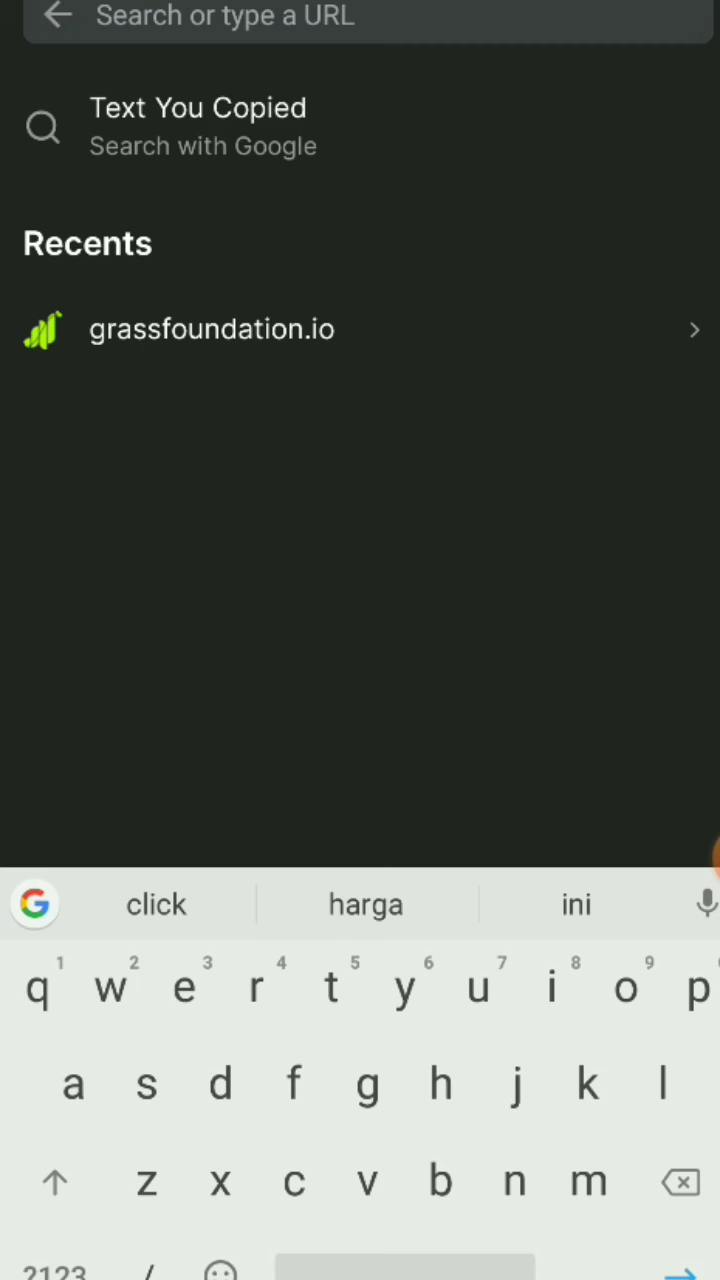 Search or type a URL
Text You Copied
Search with Google
Recents
grassfoundation.io
click harga ini
1 2 3 4 5 6 7 8 9
q w e r t y u i o p
a s d f g h j k l
z x c v b n m
?123 /